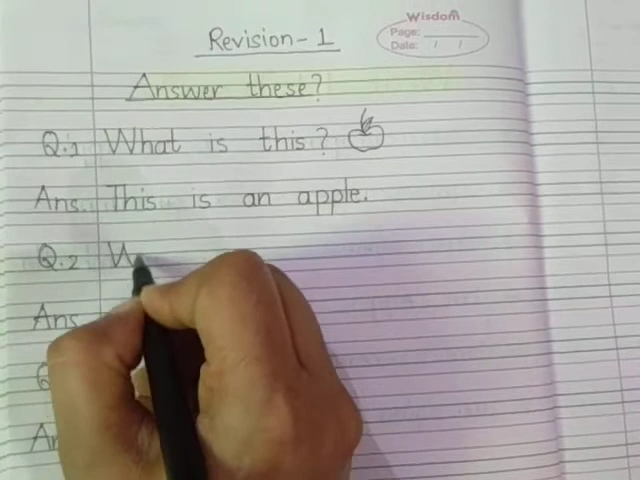 Revision-1
Wisdom
Page:
Date: / /
Answer these?
Q.1 What is this?
Ans. This is an apple.
Q.2 W
Ans